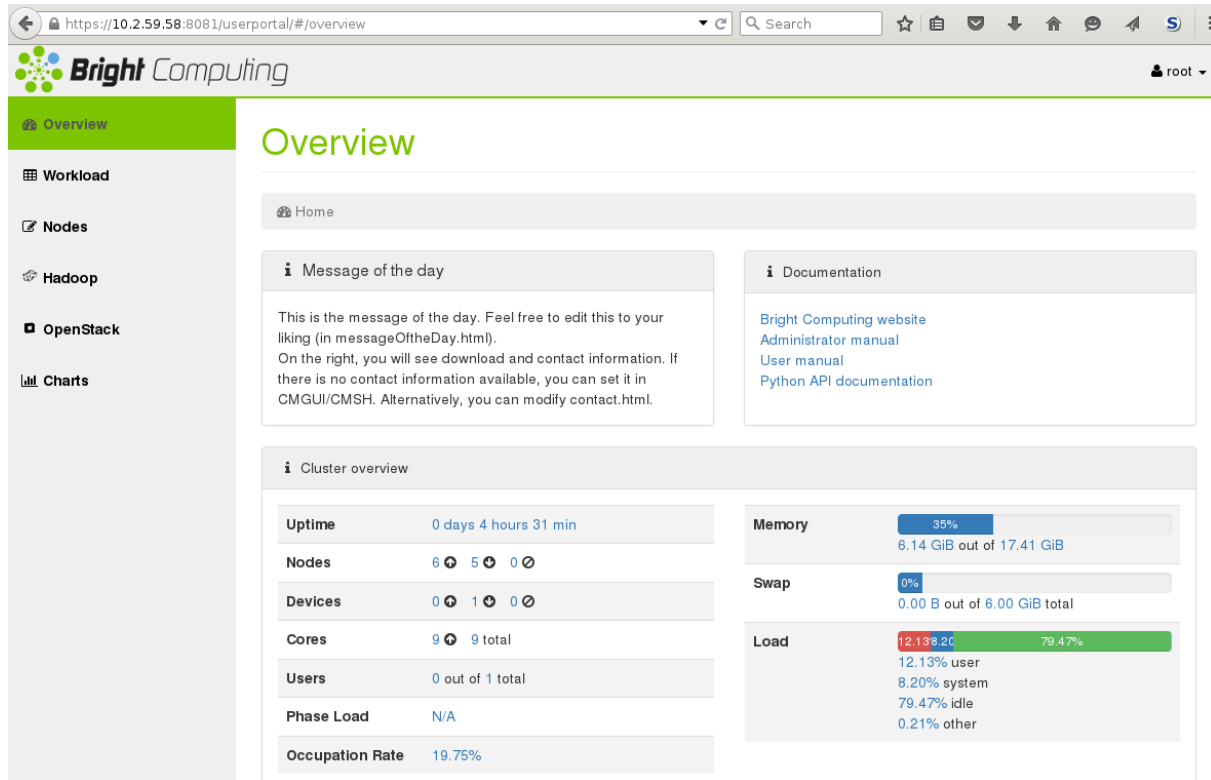 https://10.2.59.58:8081/userportal/#/overview
Search
S
Bright Computing
root
Overview
Workload
Nodes
Hadoop
OpenStack
Charts
Overview
Home
Message of the day
This is the message of the day. Feel free to edit this to your
liking (in messageOftheDay.html).
On the right, you will see download and contact information. If
there is no contact information available, you can set it in
CMGUI/CMSH. Alternatively, you can modify contact.html.
Documentation
Bright Computing website
Administrator manual
User manual
Python API documentation
Cluster overview
Uptime 0 days 4 hours 31 min
Nodes 6 5 0
Devices 0 1 0
Cores 9 9 total
Users 0 out of 1 total
Phase Load N/A
Occupation Rate 19.75%
Memory 35%
6.14 GiB out of 17.41 GiB
Swap 0%
0.00 B out of 6.00 GiB total
Load 12.13 8.20 79.47%
12.13% user
8.20% system
79.47% idle
0.21% other